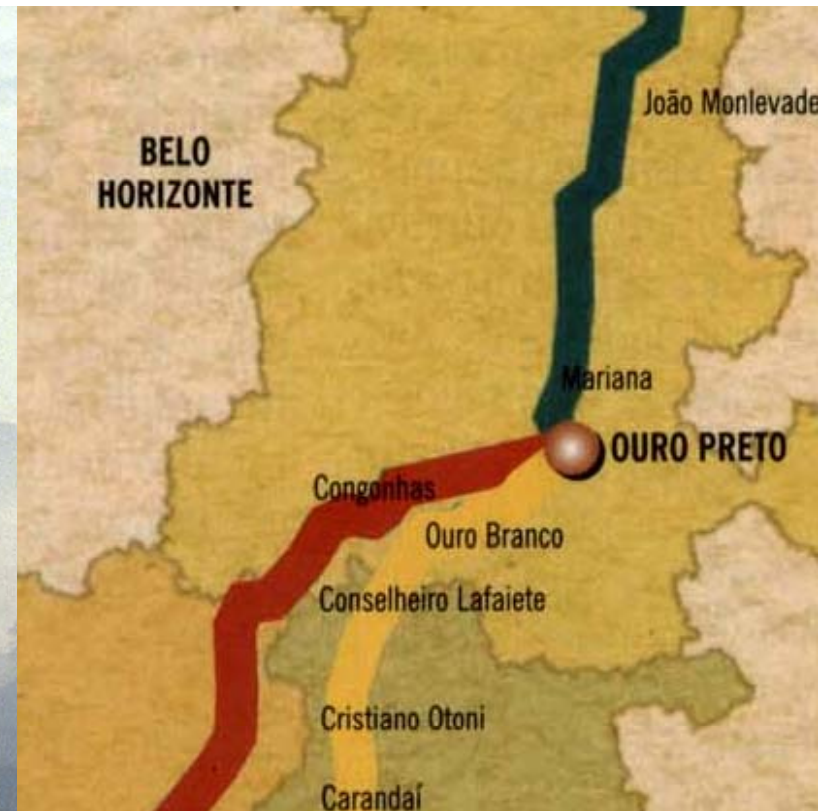 João Monlevade
BELO
HORIZONTE
Mariana
OURO PRETO
Congonhas
Ouro Branco
Conselheiro Lafaiete
Cristiano Otoni
Carandaí